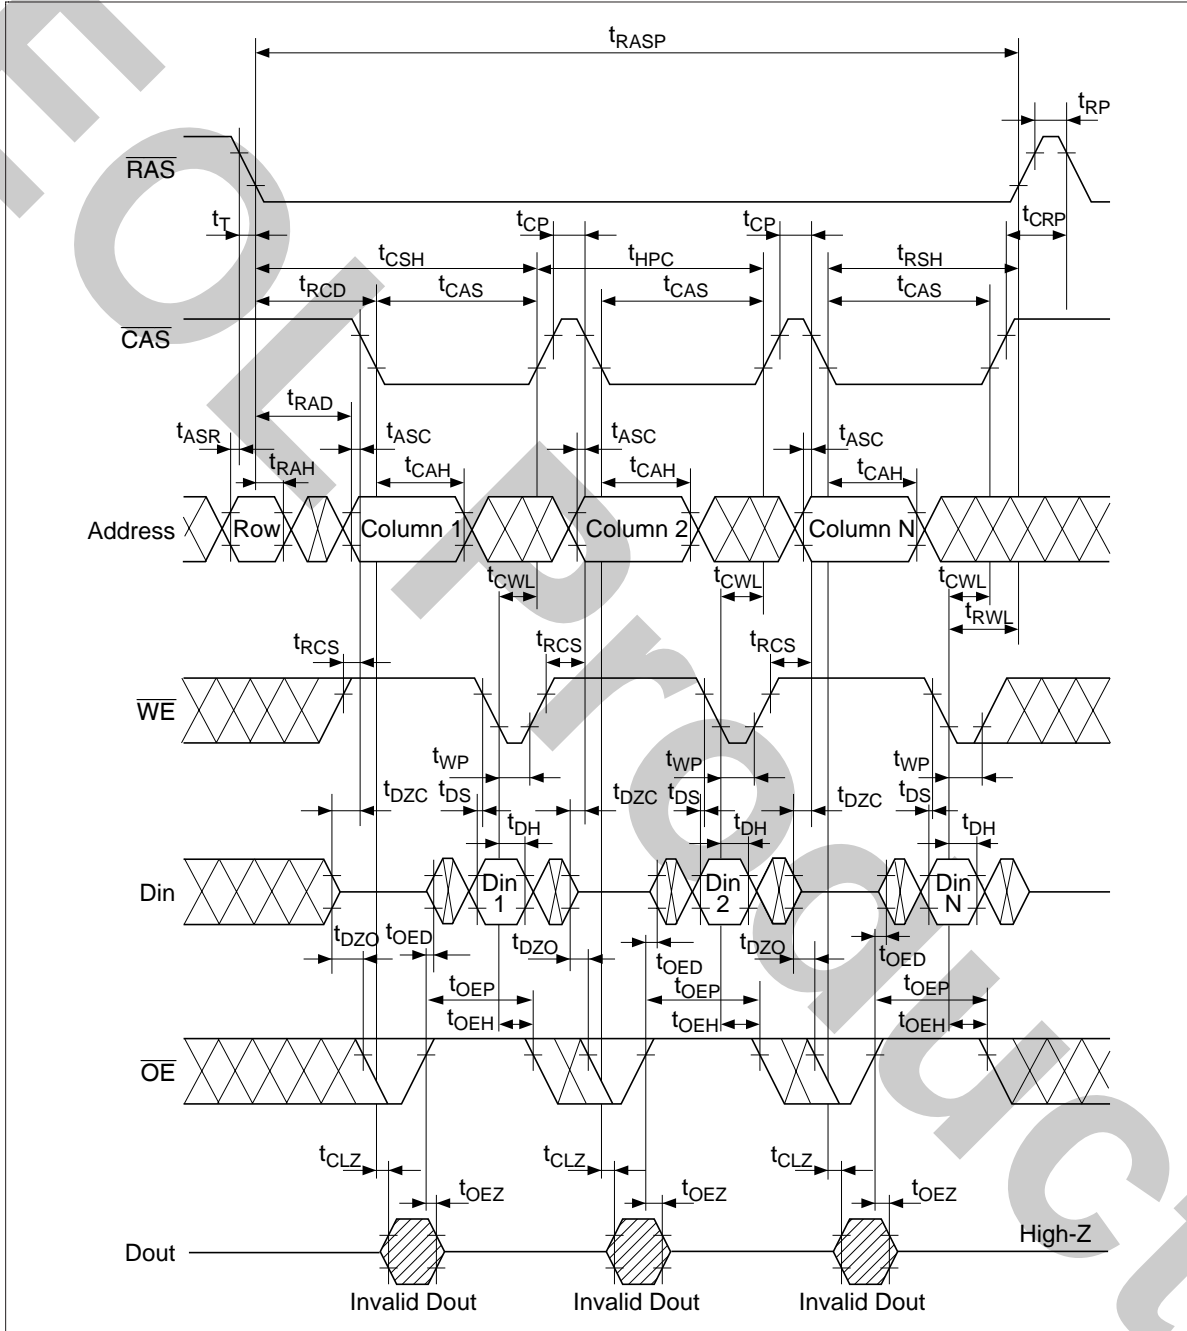 EOL Product
tRASP
tRP
RAS
tT
tCP
tCP
tCRP
tCSH
tHPC
tRSH
tRCD
tCAS
tCAS
tCAS
CAS
tRAD
tASR
tASC
tASC
tASC
tRAH
tCAH
tCAH
tCAH
Address
Row
Column 1
Column 2
Column N
tCWL
tCWL
tCWL
tRWL
tRCS
tRCS
tRCS
WE
tWP
tWP
tWP
tDZC
tDS
tDZC
tDS
tDZC
tDS
tDH
tDH
tDH
Din
Din 1
Din 2
Din N
tDZO
tOED
tDZO
tOED
tDZO
tOED
tOEP
tOEP
tOEP
tOEH
tOEH
tOEH
OE
tCLZ
tCLZ
tCLZ
tOEZ
tOEZ
tOEZ
Dout
High-Z
Invalid Dout
Invalid Dout
Invalid Dout